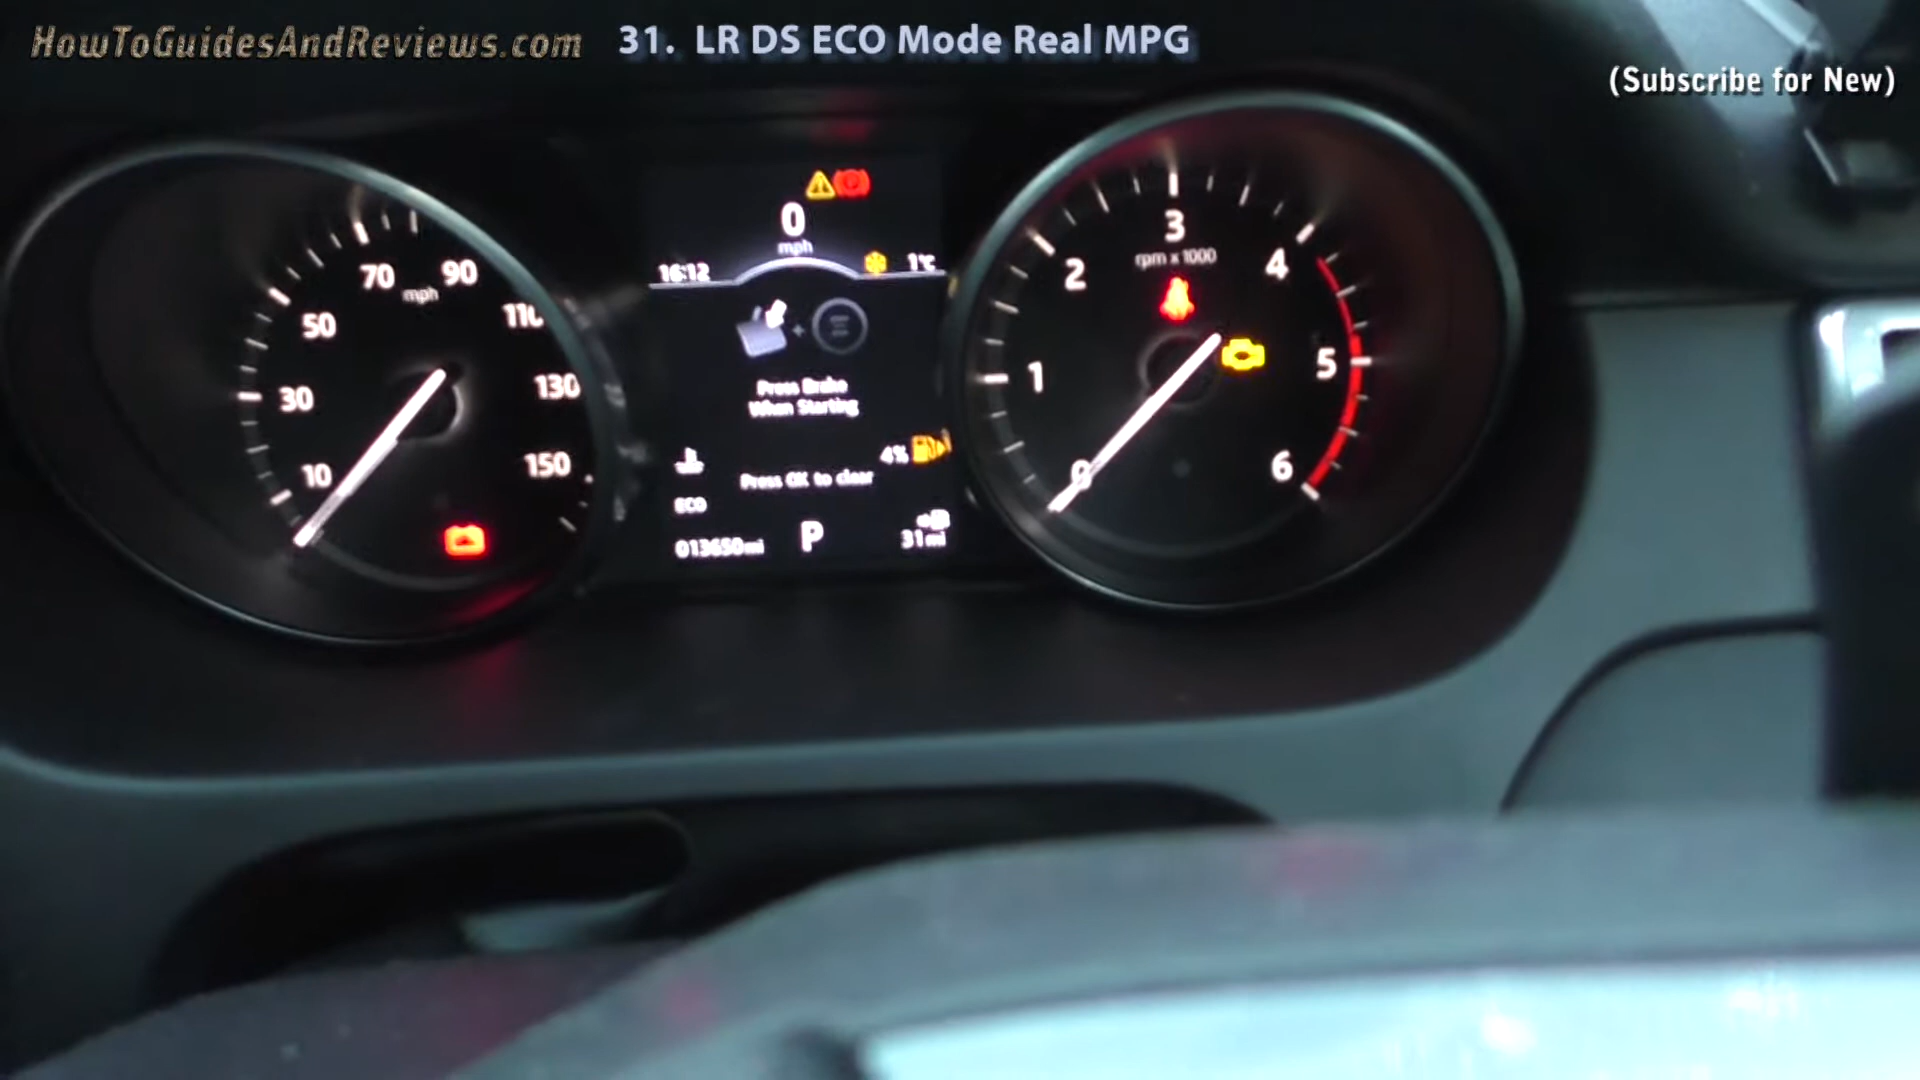 HowToGuidesAndReviews.com
31. LR DS ECO Mode Real MPG
(Subscribe for New)
0
mph
16:12
1°C
Press Brake
When Starting
4%
Press OK to clear
ECO
013650mi
P
31mi
10
30
50
70
90
110
130
150
mph
0
1
2
3
4
5
6
rpm x 1000